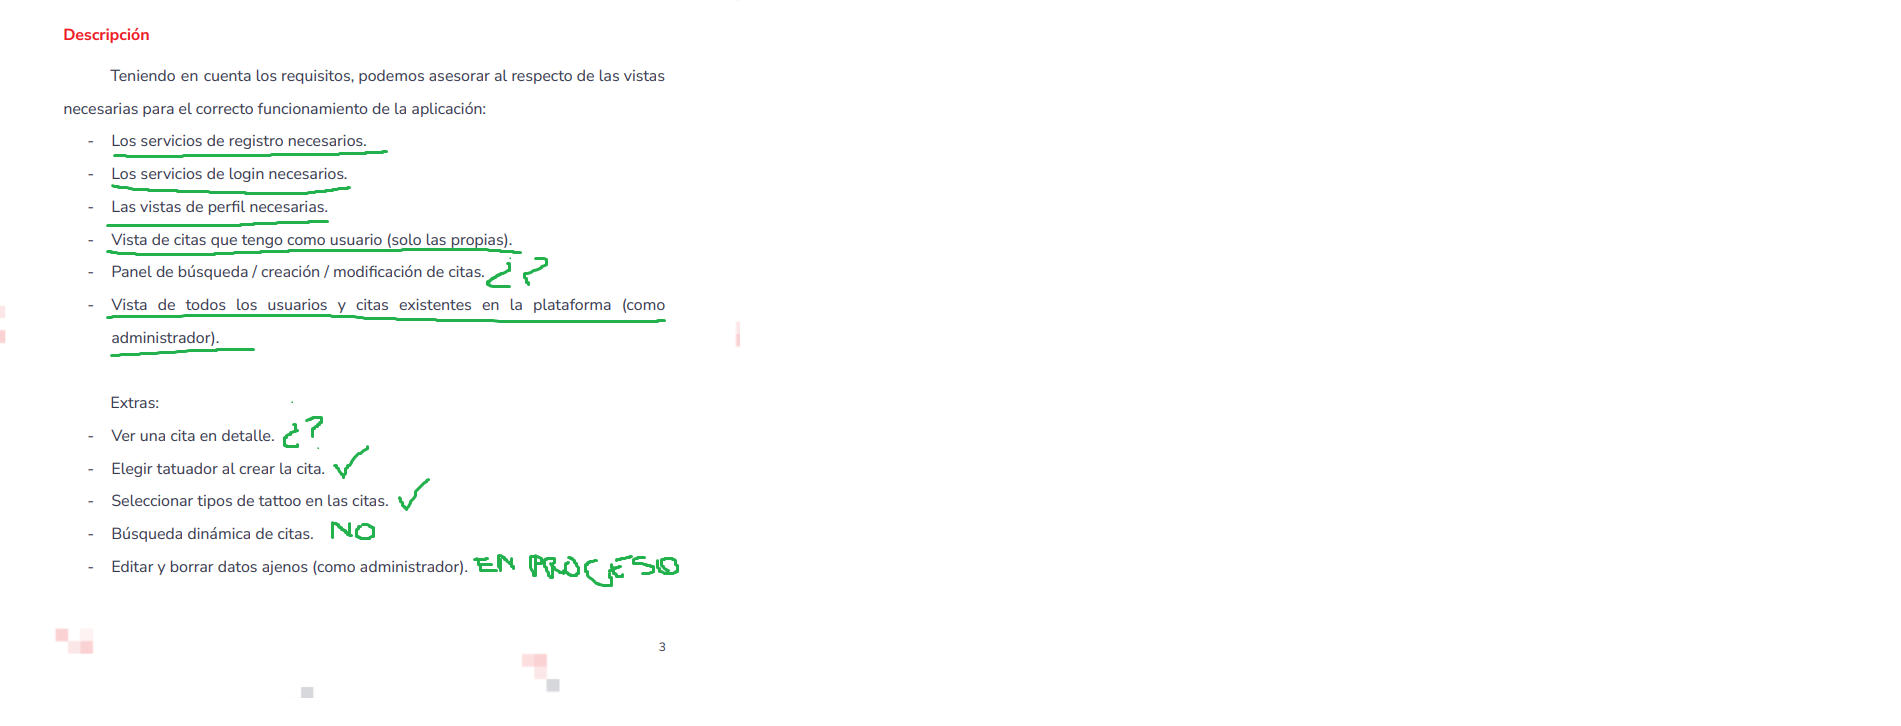 Descripción
Teniendo en cuenta los requisitos, podemos asesorar al respecto de las vistas
necesarias para el correcto funcionamiento de la aplicación:
- Los servicios de registro necesarios.
- Los servicios de login necesarios.
- Las vistas de perfil necesarias.
- Vista de citas que tengo como usuario (solo las propias).
- Panel de búsqueda / creación / modificación de citas. ¿?
- Vista de todos los usuarios y citas existentes en la plataforma (como
administrador).
Extras:
- Ver una cita en detalle. ¿?
- Elegir tatuador al crear la cita. ✓
- Seleccionar tipos de tattoo en las citas. ✓
- Búsqueda dinámica de citas. NO
- Editar y borrar datos ajenos (como administrador). EN PROCESO
3